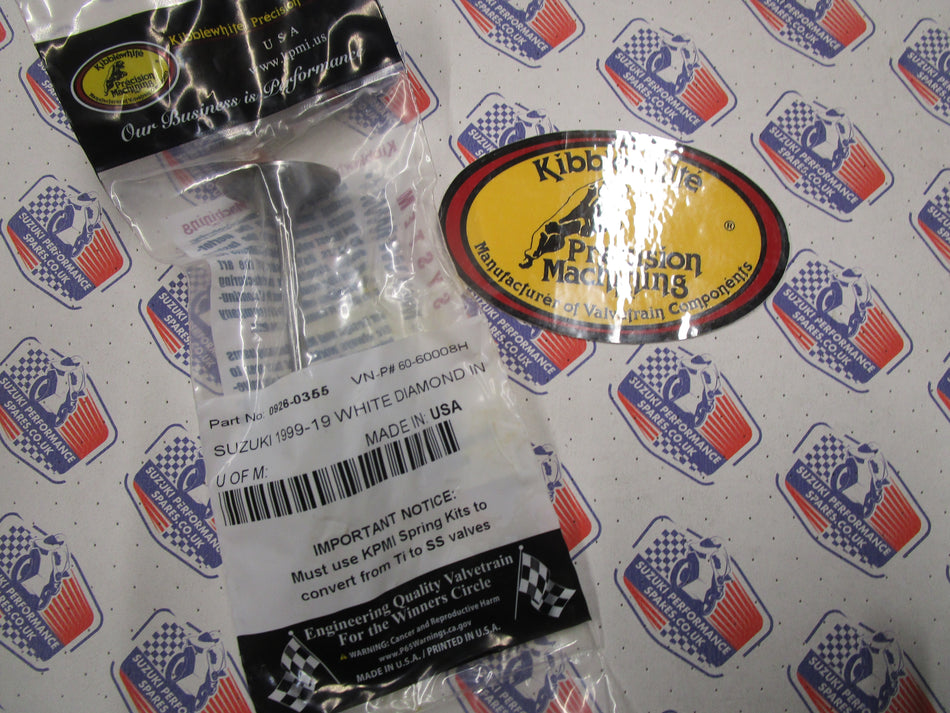 Kibblewhite Precision
U S A
www.kpmi.us
Kibblewhite
Precision
Machining
Our Business is Performance
Kibblewhite
Precision
Machining
®
Manufacturer of Valvetrain Components
Part No. 0926-0355 VN-P# 60-60008H
SUZUKI 1999-19 WHITE DIAMOND IN
U OF M: MADE IN: USA
IMPORTANT NOTICE:
Must use KPMI Spring Kits to
convert from Ti to SS valves
Engineering Quality Valvetrain
For the Winners Circle
WARNING: Cancer and Reproductive Harm
www.P65Warnings.ca.gov
MADE IN U.S.A. / PRINTED IN U.S.A.
SUZUKI PERFORMANCE
SPARES.CO.UK